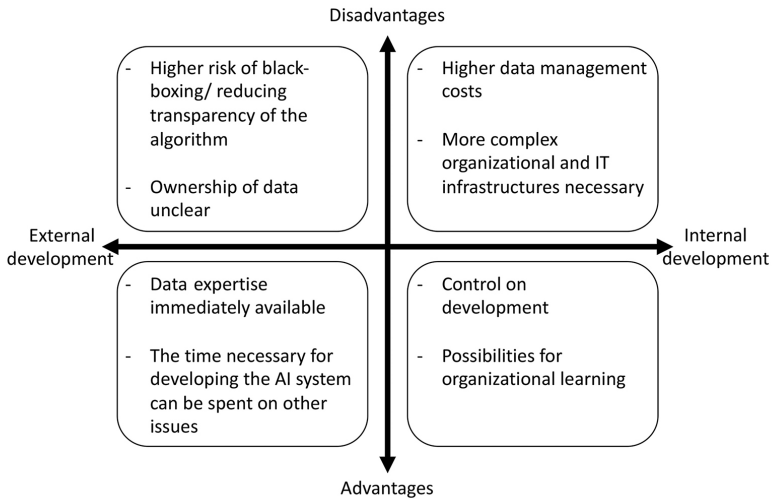 Disadvantages
- Higher risk of black-
boxing/ reducing
transparency of the
algorithm
- Ownership of data
unclear
- Higher data management
costs
- More complex
organizational and IT
infrastructures necessary
External
development
Internal
development
- Data expertise
immediately available
- The time necessary for
developing the AI system
can be spent on other
issues
- Control on
development
- Possibilities for
organizational learning
Advantages